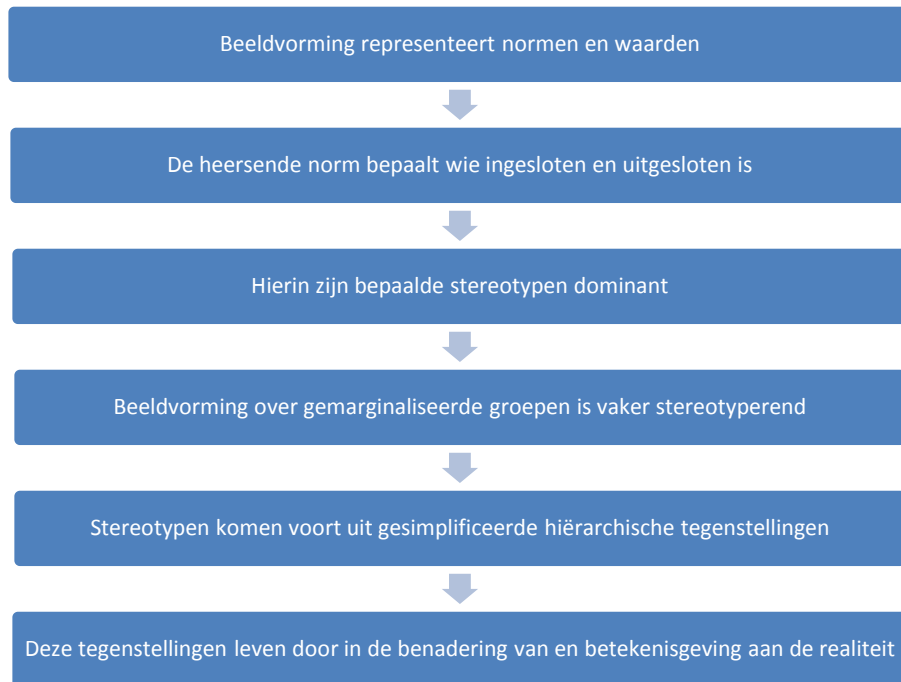 Beeldvorming representeert normen en waarden
De heersende norm bepaalt wie ingesloten en uitgesloten is
Hierin zijn bepaalde stereotypen dominant
Beeldvorming over gemarginaliseerde groepen is vaker stereotyperend
Stereotypen komen voort uit gesimplificeerde hiërarchische tegenstellingen
Deze tegenstellingen leven door in de benadering van en betekenisgeving aan de realiteit